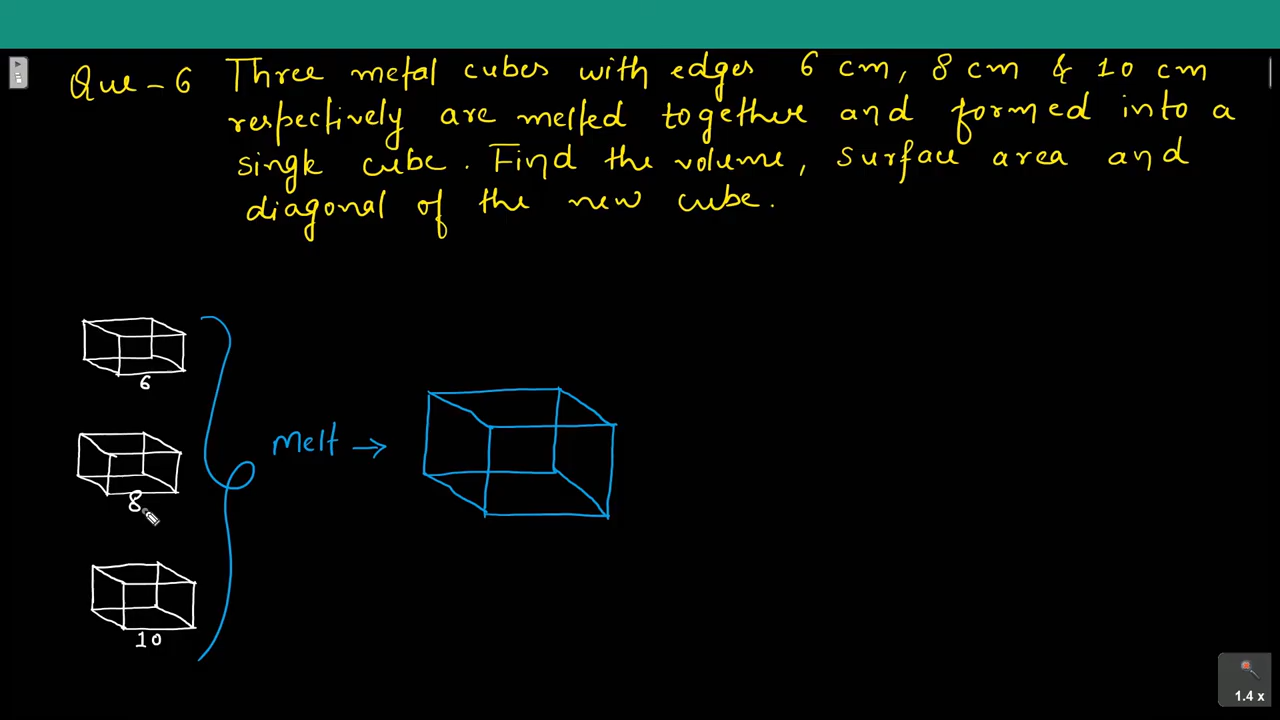 Que - 6 Three metal cubes with edges 6 cm, 8 cm & 10 cm
respectively are melted together and formed into a
single cube. Find the volume, surface area and
diagonal of the new cube.
6
Melt →
8
10
1.4 x